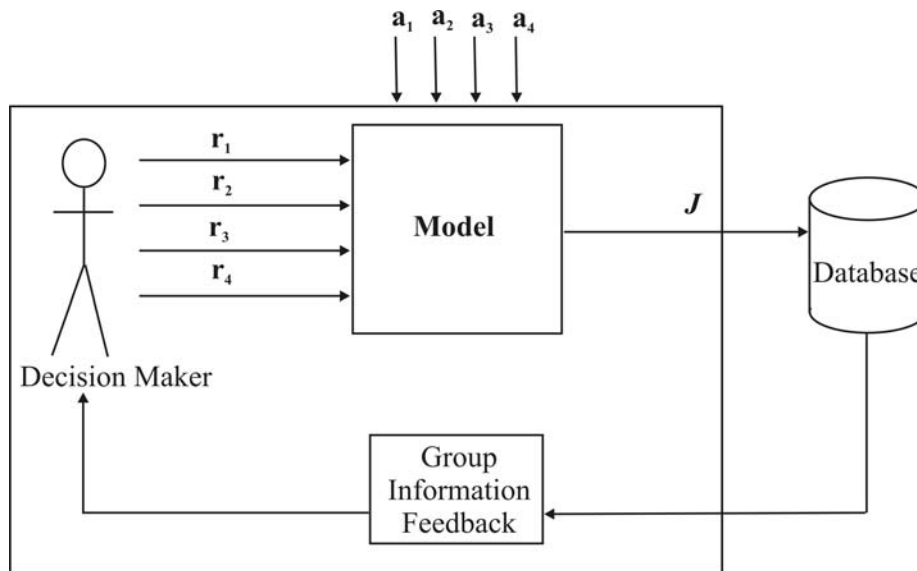 a₁ a₂ a₃ a₄
r₁
r₂
r₃
r₄
Model
J
Database
Decision Maker
Group
Information
Feedback